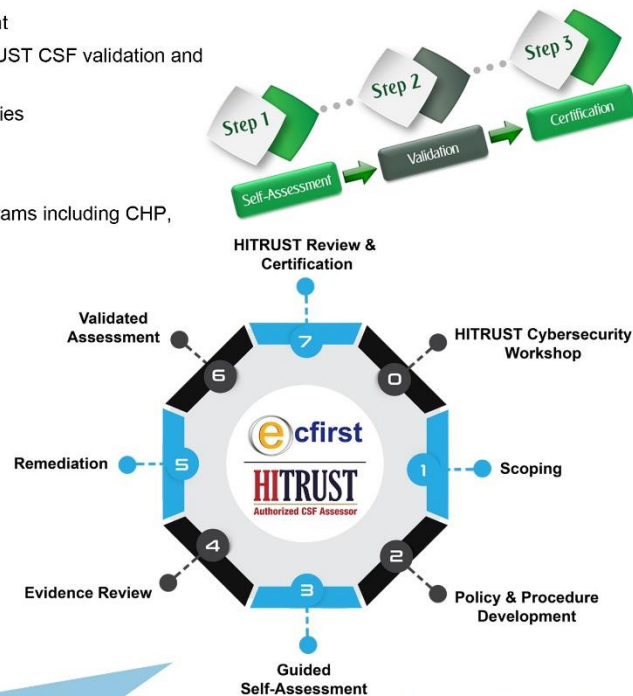 UST CSF validation and
ies
rams including CHP,
Step 1
Step 2
Step 3
Self-Assessment
Validation
Certification
HITRUST Review &
Certification
7
Validated
Assessment
6
HITRUST Cybersecurity
Workshop
0
ecfirst
HITRUST
Authorized CSF Assessor
Remediation
5
1
Scoping
4
Evidence Review
2
Policy & Procedure
Development
3
Guided
Self-Assessment